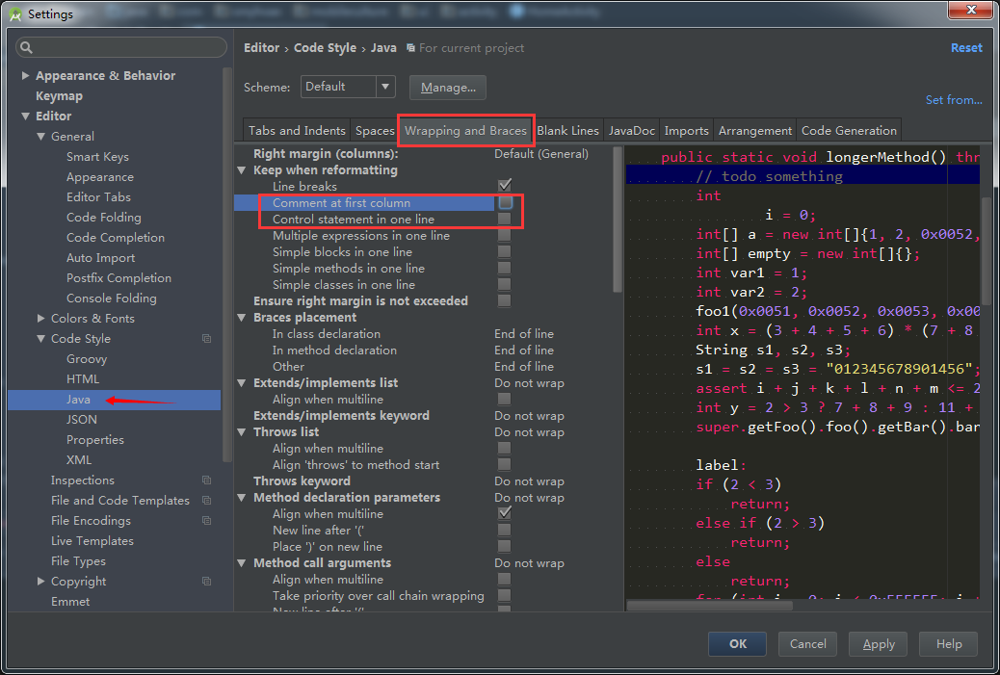 Settings
Editor › Code Style › Java For current project Reset
Scheme: Default Manage...
Set from...
Appearance & Behavior
Keymap
Editor
General
Smart Keys
Appearance
Editor Tabs
Code Folding
Code Completion
Auto Import
Postfix Completion
Console Folding
Colors & Fonts
Code Style
Groovy
HTML
Java
JSON
Properties
XML
Inspections
File and Code Templates
File Encodings
Live Templates
File Types
Copyright
Emmet
Tabs and Indents Spaces Wrapping and Braces Blank Lines JavaDoc Imports Arrangement Code Generation
Right margin (columns): Default (General)
Keep when reformatting
Line breaks
Comment at first column
Control statement in one line
Multiple expressions in one line
Simple blocks in one line
Simple methods in one line
Simple classes in one line
Ensure right margin is not exceeded
Braces placement
In class declaration End of line
In method declaration End of line
Other End of line
Extends/implements list Do not wrap
Align when multiline
Extends/implements keyword Do not wrap
Throws list Do not wrap
Align when multiline
Align 'throws' to method start
Throws keyword Do not wrap
Method declaration parameters Do not wrap
Align when multiline
New line after '('
Place ')' on new line
Method call arguments Do not wrap
Align when multiline
Take priority over call chain wrapping
New line after '('
public static void longerMethod() thr
// todo something
int
i = 0;
int[] a = new int[]{1, 2, 0x0052,
int[] empty = new int[]{};
int var1 = 1;
int var2 = 2;
foo1(0x0051, 0x0052, 0x0053, 0x00
int x = (3 + 4 + 5 + 6) * (7 + 8
String s1, s2, s3;
s1 = s2 = s3 = "012345678901456";
assert i + j + k + l + n + m <= 2
int y = 2 > 3 ? 7 + 8 + 9 : 11 +
super.getFoo().foo().getBar().bar
label:
if (2 < 3)
return;
else if (2 > 3)
return;
else
return;
OK Cancel Apply Help